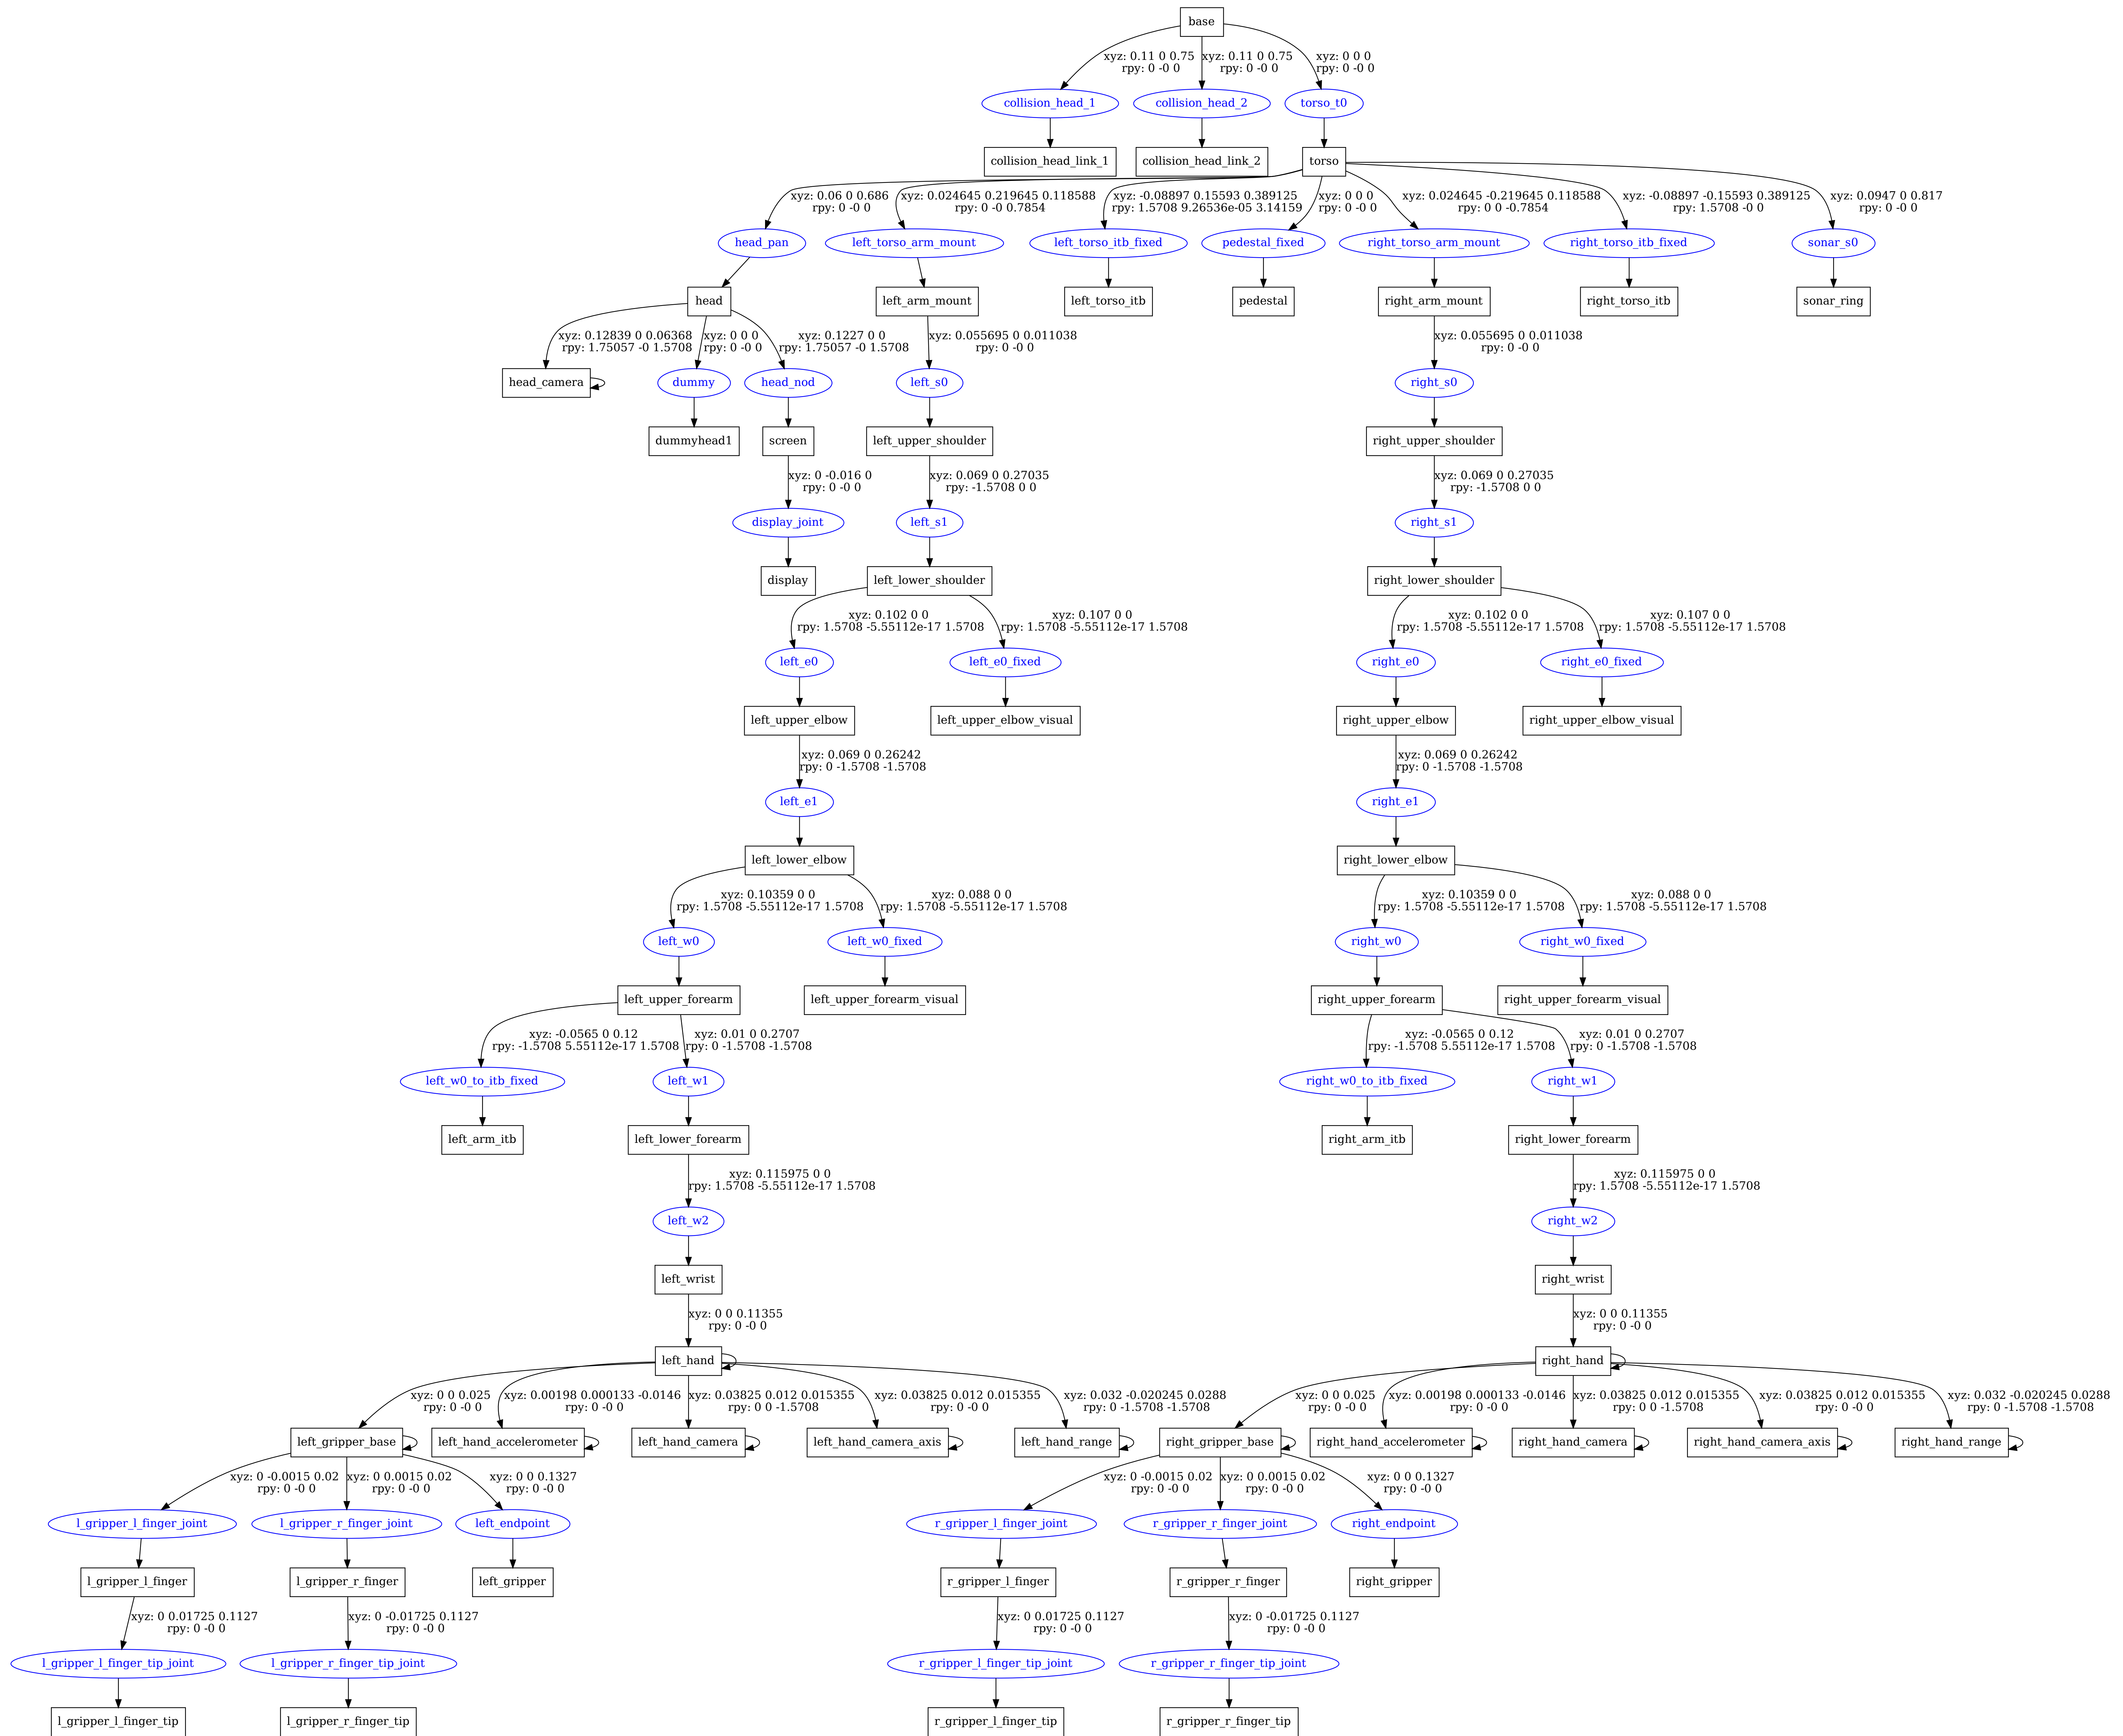 base
xyz: 0.11 0 0.75
rpy: 0 -0 0
xyz: 0.11 0 0.75
rpy: 0 -0 0
xyz: 0 0 0
rpy: 0 -0 0
collision_head_1
collision_head_2
torso_t0
collision_head_link_1
collision_head_link_2
torso
xyz: 0.06 0 0.686
rpy: 0 -0 0
xyz: 0.024645 0.219645 0.118588
rpy: 0 -0 0.7854
xyz: -0.08897 0.15593 0.389125
rpy: 1.5708 9.26536e-05 3.14159
xyz: 0 0 0
rpy: 0 -0 0
xyz: 0.024645 -0.219645 0.118588
rpy: 0 0 -0.7854
xyz: -0.08897 -0.15593 0.389125
rpy: 1.5708 -0 0
xyz: 0.0947 0 0.817
rpy: 0 -0 0
head_pan
left_torso_arm_mount
left_torso_itb_fixed
pedestal_fixed
right_torso_arm_mount
right_torso_itb_fixed
sonar_s0
head
left_arm_mount
left_torso_itb
pedestal
right_arm_mount
right_torso_itb
sonar_ring
xyz: 0.12839 0 0.06368
rpy: 1.75057 -0 1.5708
xyz: 0 0 0
rpy: 0 -0 0
xyz: 0.1227 0 0
rpy: 1.75057 -0 1.5708
xyz: 0.055695 0 0.011038
rpy: 0 -0 0
xyz: 0.055695 0 0.011038
rpy: 0 -0 0
head_camera
dummy
head_nod
left_s0
right_s0
dummyhead1
screen
left_upper_shoulder
right_upper_shoulder
xyz: 0 -0.016 0
rpy: 0 -0 0
xyz: 0.069 0 0.27035
rpy: -1.5708 0 0
xyz: 0.069 0 0.27035
rpy: -1.5708 0 0
display_joint
left_s1
right_s1
display
left_lower_shoulder
right_lower_shoulder
xyz: 0.102 0 0
rpy: 1.5708 -5.55112e-17 1.5708
xyz: 0.107 0 0
rpy: 1.5708 -5.55112e-17 1.5708
xyz: 0.102 0 0
rpy: 1.5708 -5.55112e-17 1.5708
xyz: 0.107 0 0
rpy: 1.5708 -5.55112e-17 1.5708
left_e0
left_e0_fixed
right_e0
right_e0_fixed
left_upper_elbow
left_upper_elbow_visual
right_upper_elbow
right_upper_elbow_visual
xyz: 0.069 0 0.26242
rpy: 0 -1.5708 -1.5708
xyz: 0.069 0 0.26242
rpy: 0 -1.5708 -1.5708
left_e1
right_e1
left_lower_elbow
right_lower_elbow
xyz: 0.10359 0 0
rpy: 1.5708 -5.55112e-17 1.5708
xyz: 0.088 0 0
rpy: 1.5708 -5.55112e-17 1.5708
xyz: 0.10359 0 0
rpy: 1.5708 -5.55112e-17 1.5708
xyz: 0.088 0 0
rpy: 1.5708 -5.55112e-17 1.5708
left_w0
left_w0_fixed
right_w0
right_w0_fixed
left_upper_forearm
left_upper_forearm_visual
right_upper_forearm
right_upper_forearm_visual
xyz: -0.0565 0 0.12
rpy: -1.5708 5.55112e-17 1.5708
xyz: 0.01 0 0.2707
rpy: 0 -1.5708 -1.5708
xyz: -0.0565 0 0.12
rpy: -1.5708 5.55112e-17 1.5708
xyz: 0.01 0 0.2707
rpy: 0 -1.5708 -1.5708
left_w0_to_itb_fixed
left_w1
right_w0_to_itb_fixed
right_w1
left_arm_itb
left_lower_forearm
right_arm_itb
right_lower_forearm
xyz: 0.115975 0 0
rpy: 1.5708 -5.55112e-17 1.5708
xyz: 0.115975 0 0
rpy: 1.5708 -5.55112e-17 1.5708
left_w2
right_w2
left_wrist
right_wrist
xyz: 0 0 0.11355
rpy: 0 -0 0
xyz: 0 0 0.11355
rpy: 0 -0 0
left_hand
right_hand
xyz: 0 0 0.025
rpy: 0 -0 0
xyz: 0.00198 0.000133 -0.0146
rpy: 0 -0 0
xyz: 0.03825 0.012 0.015355
rpy: 0 0 -1.5708
xyz: 0.03825 0.012 0.015355
rpy: 0 -0 0
xyz: 0.032 -0.020245 0.0288
rpy: 0 -1.5708 -1.5708
xyz: 0 0 0.025
rpy: 0 -0 0
xyz: 0.00198 0.000133 -0.0146
rpy: 0 -0 0
xyz: 0.03825 0.012 0.015355
rpy: 0 0 -1.5708
xyz: 0.03825 0.012 0.015355
rpy: 0 -0 0
xyz: 0.032 -0.020245 0.0288
rpy: 0 -1.5708 -1.5708
left_gripper_base
left_hand_accelerometer
left_hand_camera
left_hand_camera_axis
left_hand_range
right_gripper_base
right_hand_accelerometer
right_hand_camera
right_hand_camera_axis
right_hand_range
xyz: 0 -0.0015 0.02
rpy: 0 -0 0
xyz: 0 0.0015 0.02
rpy: 0 -0 0
xyz: 0 0 0.1327
rpy: 0 -0 0
xyz: 0 -0.0015 0.02
rpy: 0 -0 0
xyz: 0 0.0015 0.02
rpy: 0 -0 0
xyz: 0 0 0.1327
rpy: 0 -0 0
l_gripper_l_finger_joint
l_gripper_r_finger_joint
left_endpoint
r_gripper_l_finger_joint
r_gripper_r_finger_joint
right_endpoint
l_gripper_l_finger
l_gripper_r_finger
left_gripper
r_gripper_l_finger
r_gripper_r_finger
right_gripper
xyz: 0 0.01725 0.1127
rpy: 0 -0 0
xyz: 0 -0.01725 0.1127
rpy: 0 -0 0
xyz: 0 0.01725 0.1127
rpy: 0 -0 0
xyz: 0 -0.01725 0.1127
rpy: 0 -0 0
l_gripper_l_finger_tip_joint
l_gripper_r_finger_tip_joint
r_gripper_l_finger_tip_joint
r_gripper_r_finger_tip_joint
l_gripper_l_finger_tip
l_gripper_r_finger_tip
r_gripper_l_finger_tip
r_gripper_r_finger_tip